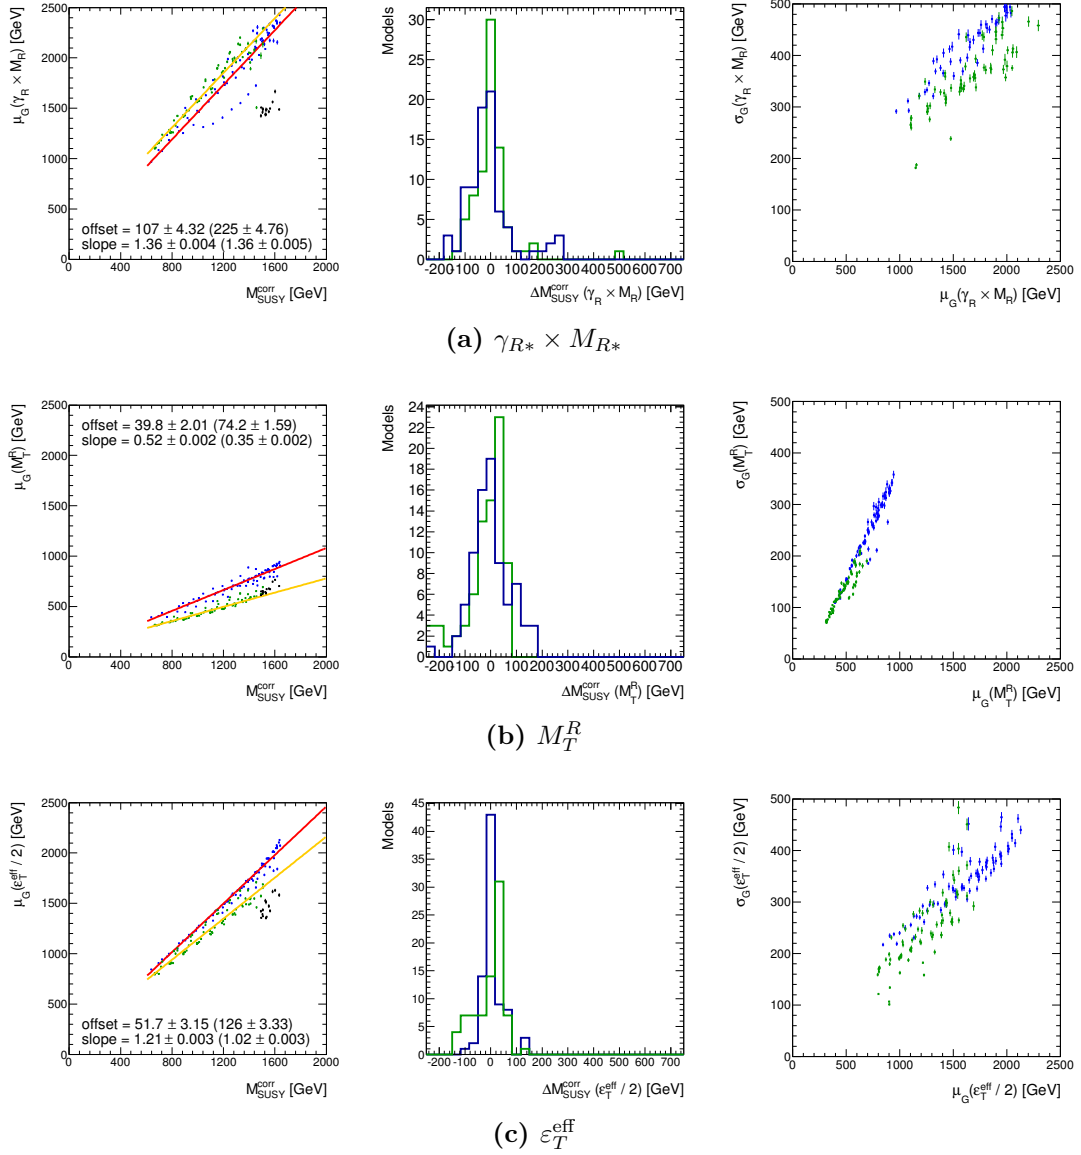 μ_G(γ_R × M_R) [GeV]
2500
2000
1500
1000
500
0
offset = 107 ± 4.32 (225 ± 4.76)
slope = 1.36 ± 0.004 (1.36 ± 0.005)
0 400 800 1200 1600 2000
M_SUSY^corr [GeV]
Models
30
25
20
15
10
5
0
-200 -100 0 100 200 300 400 500 600 700
ΔM_SUSY^corr (γ_R × M_R) [GeV]
σ_G(γ_R × M_R) [GeV]
500
400
300
200
100
0
0 500 1000 1500 2000 2500
μ_G(γ_R × M_R) [GeV]
(a) γ_R* × M_R*
μ_G(M_T^R) [GeV]
2500
2000
1500
1000
500
0
offset = 39.8 ± 2.01 (74.2 ± 1.59)
slope = 0.52 ± 0.002 (0.35 ± 0.002)
0 400 800 1200 1600 2000
M_SUSY^corr [GeV]
Models
24
22
20
18
16
14
12
10
8
6
4
2
0
-200 -100 0 100 200 300 400 500 600 700
ΔM_SUSY^corr (M_T^R) [GeV]
σ_G(M_T^R) [GeV]
500
400
300
200
100
0
0 500 1000 1500 2000 2500
μ_G(M_T^R) [GeV]
(b) M_T^R
μ_G(ε_T^eff / 2) [GeV]
2500
2000
1500
1000
500
0
offset = 51.7 ± 3.15 (126 ± 3.33)
slope = 1.21 ± 0.003 (1.02 ± 0.003)
0 400 800 1200 1600 2000
M_SUSY^corr [GeV]
Models
45
40
35
30
25
20
15
10
5
0
-200 -100 0 100 200 300 400 500 600 700
ΔM_SUSY^corr (ε_T^eff / 2) [GeV]
σ_G(ε_T^eff / 2) [GeV]
500
400
300
200
100
0
0 500 1000 1500 2000 2500
μ_G(ε_T^eff / 2) [GeV]
(c) ε_T^eff